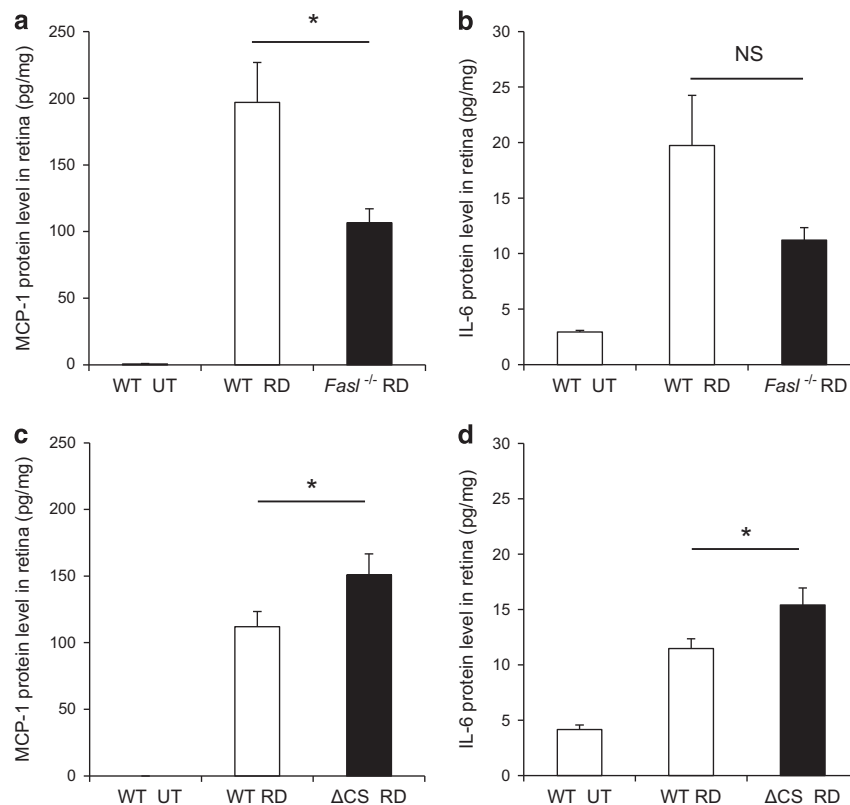 a
MCP-1 protein level in retina (pg/mg)
250
200
150
100
50
0
*
WT UT
WT RD
Fasl -/- RD
b
IL-6 protein level in retina (pg/mg)
30
25
20
15
10
5
0
NS
WT UT
WT RD
Fasl -/- RD
c
MCP-1 protein level in retina (pg/mg)
250
200
150
100
50
0
*
WT UT
WT RD
ΔCS RD
d
IL-6 protein level in retina (pg/mg)
30
25
20
15
10
5
0
*
WT UT
WT RD
ΔCS RD